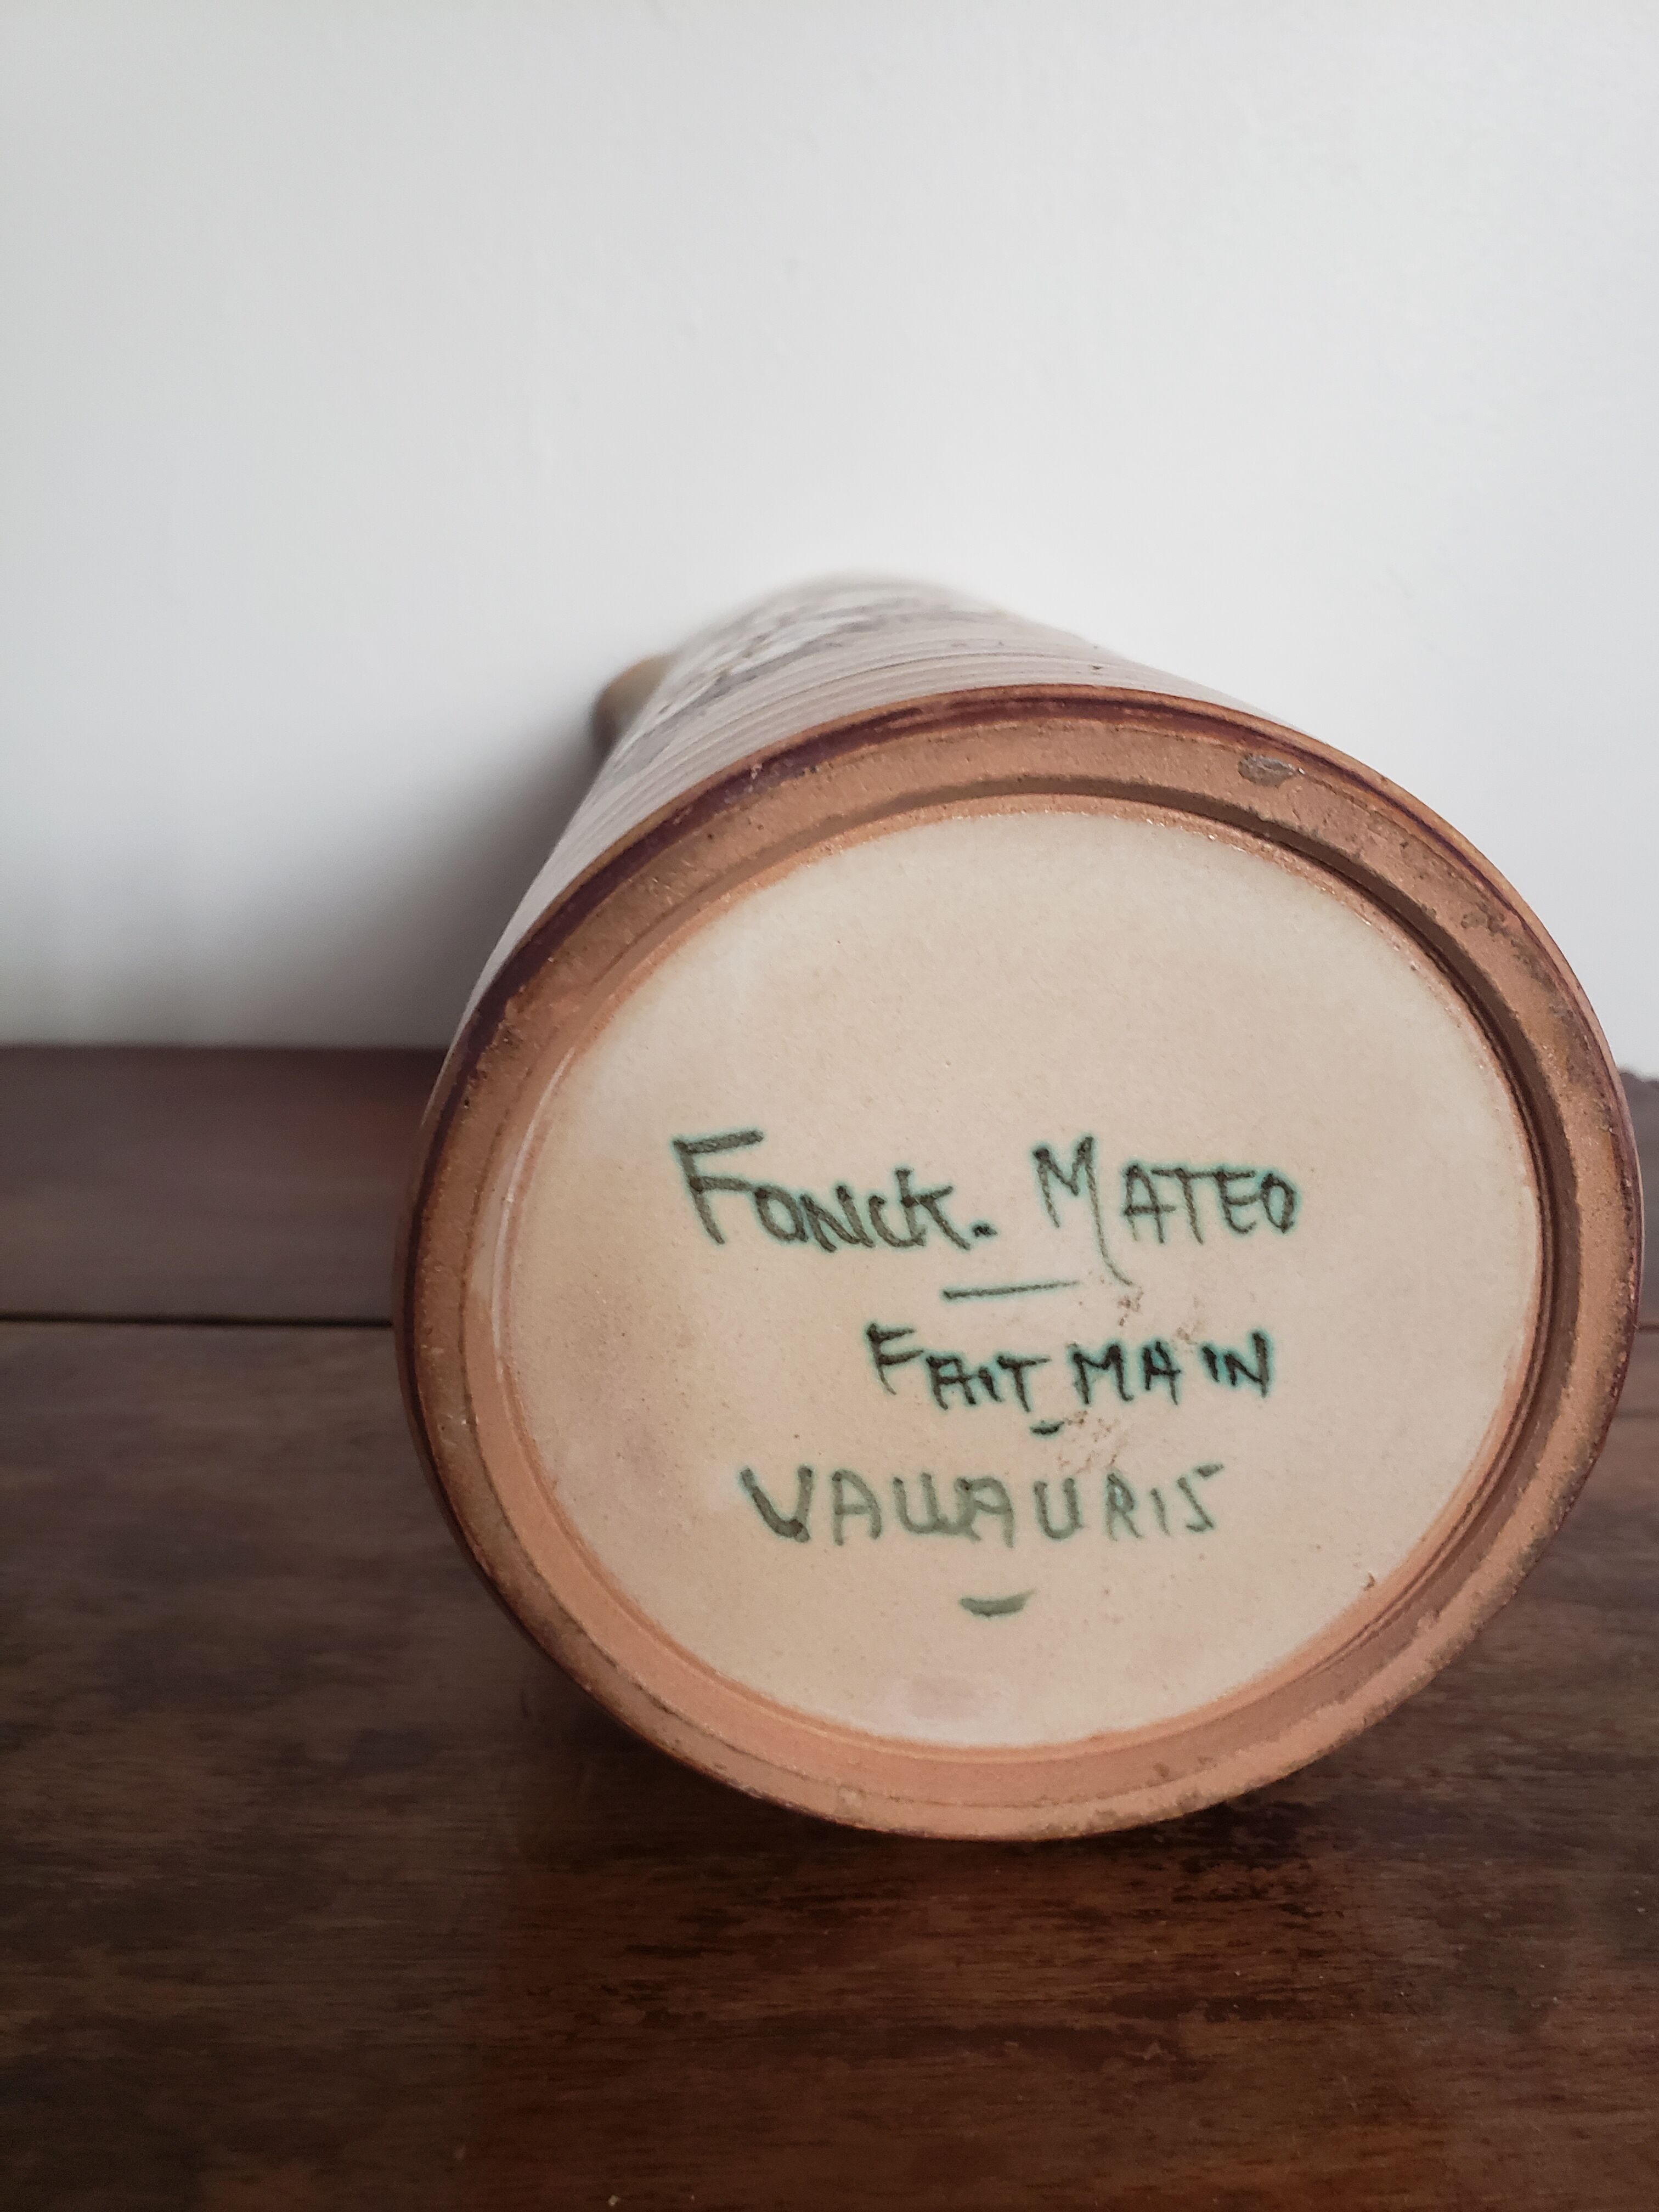 FONCK. MATEO
FAIT MAIN
VALLAURIS